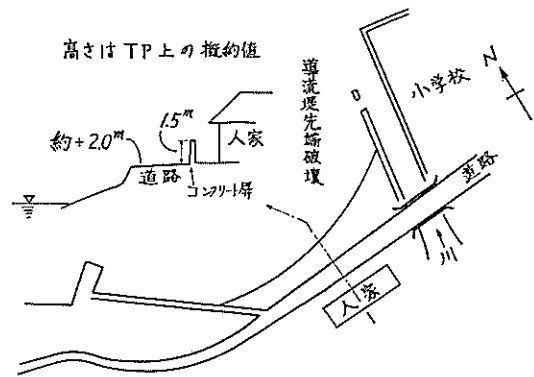 高さはTP上の概約値
1.5m
約+2.0m
人家
道路
コンクリート屏
導流堤先端破壊
小学校
N
道路
川
人家